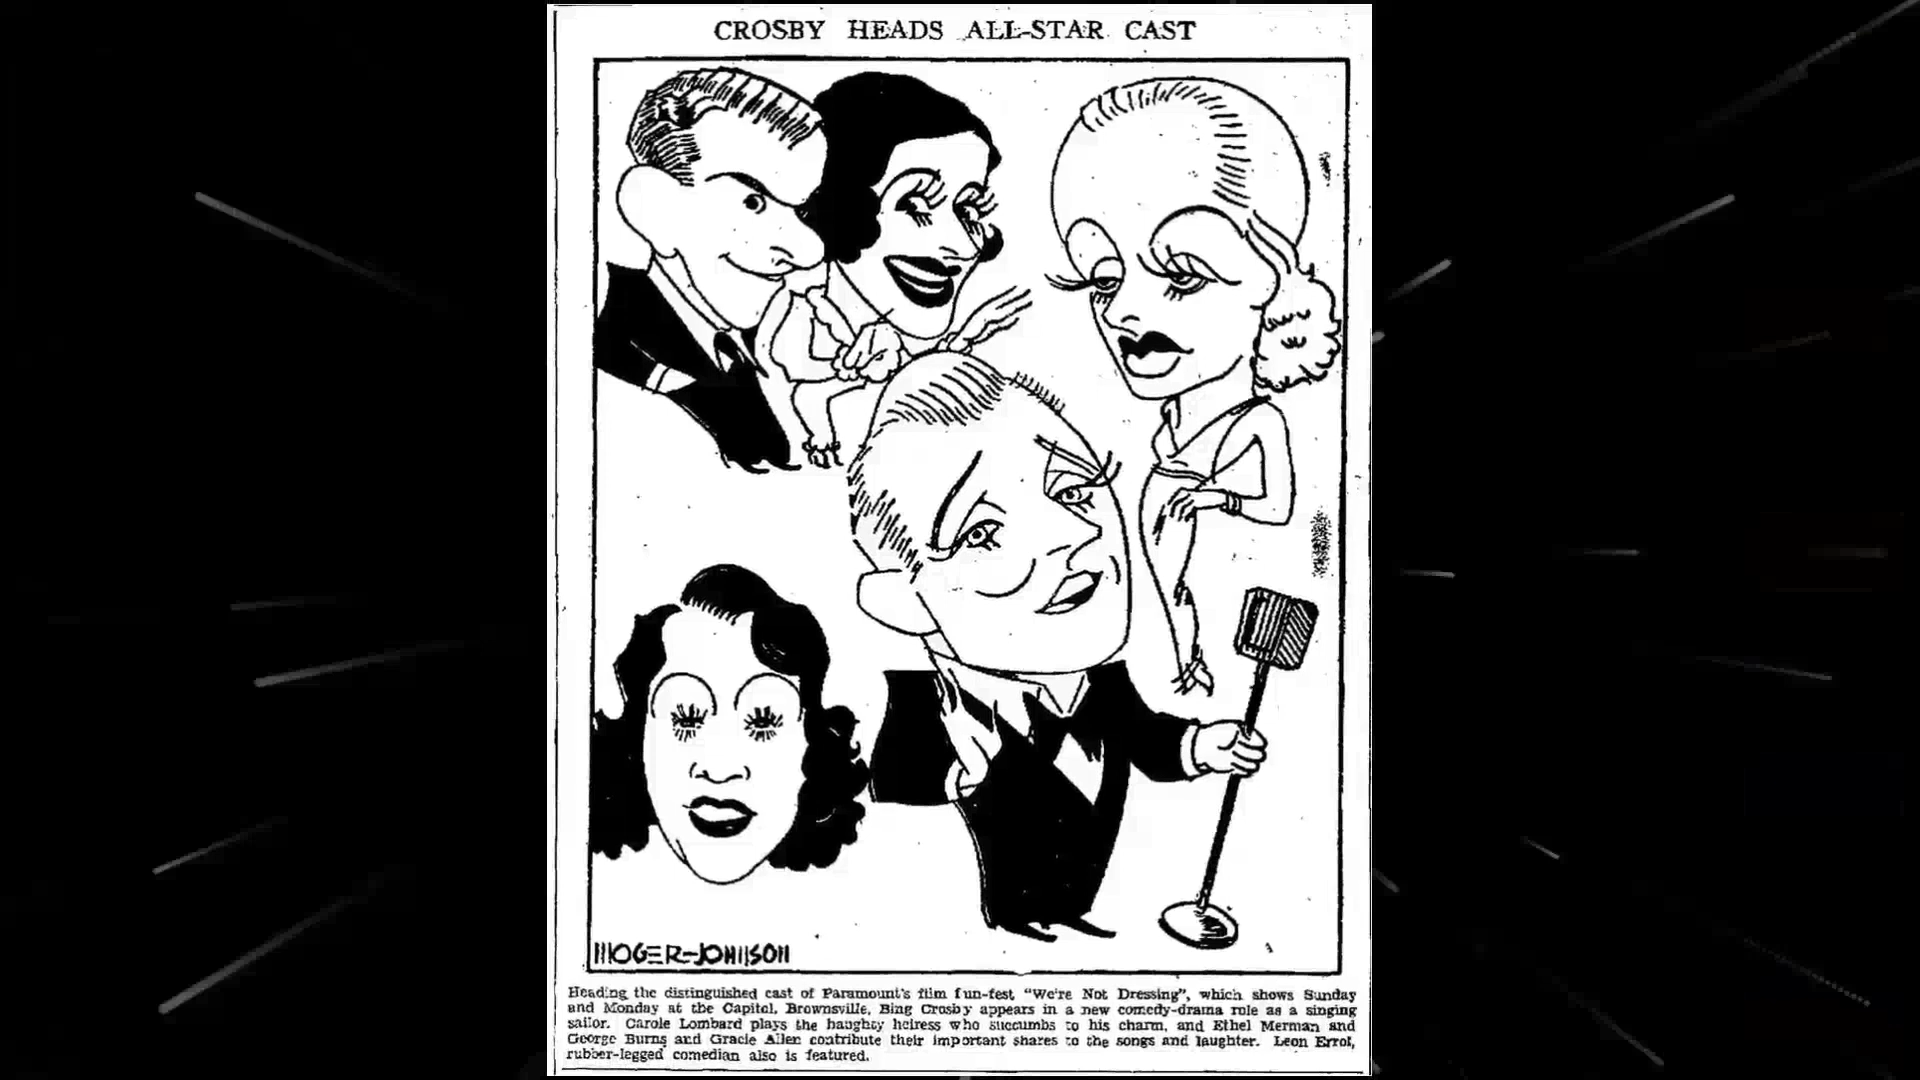 CROSBY HEADS ALL-STAR CAST
MOGER-JOHNSON
Heading the distinguished cast of Paramount's film fun-fest "We're Not Dressing", which shows Sunday
and Monday at the Capitol, Brownsville, Bing Crosby appears in a new comedy-drama role as a singing
sailor. Carole Lombard plays the haughty heiress who succumbs to his charm, and Ethel Merman and
George Burns and Gracie Allen contribute their important shares to the songs and laughter. Leon Errol,
rubber-legged comedian also is featured.